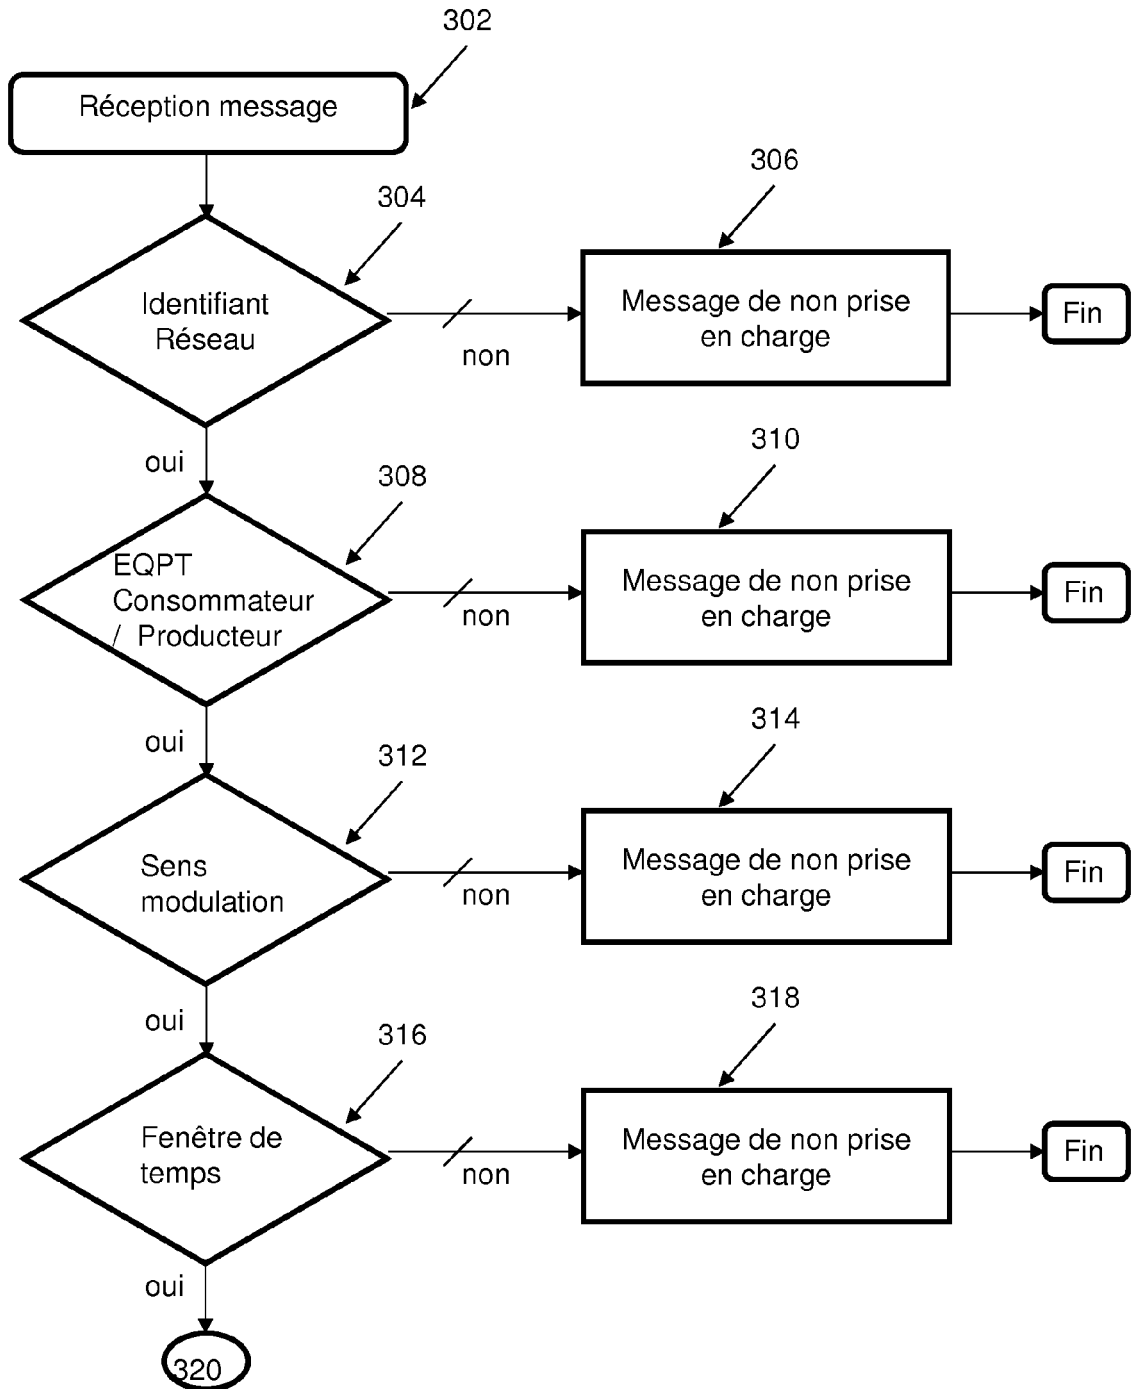 302
Réception message
304
306
Identifiant
Réseau
non
Message de non prise
en charge
Fin
oui
308
310
EQPT
Consommateur
/ Producteur
non
Message de non prise
en charge
Fin
oui
312
314
Sens
modulation
non
Message de non prise
en charge
Fin
oui
316
318
Fenêtre de
temps
non
Message de non prise
en charge
Fin
oui
320